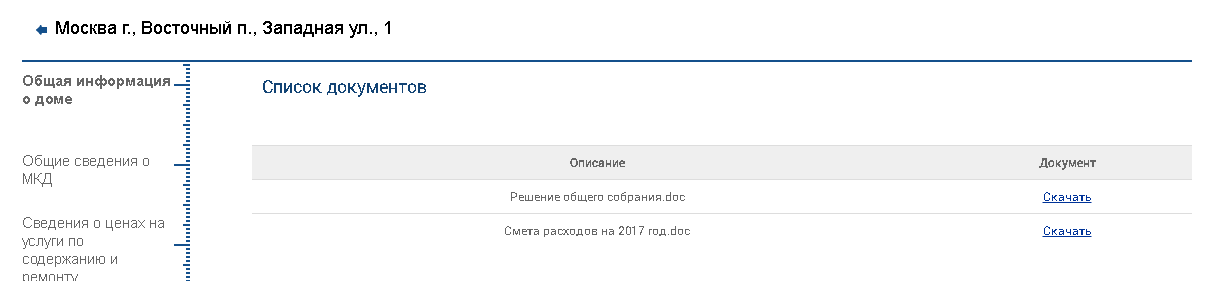 Москва г., Восточный п., Западная ул., 1
Общая информация
о доме
Общие сведения о
МКД
Сведения о ценах на
услуги по
содержанию и
ремонту
Список документов
Описание Документ
Решение общего собрания.doc Скачать
Смета расходов на 2017 год.doc Скачать